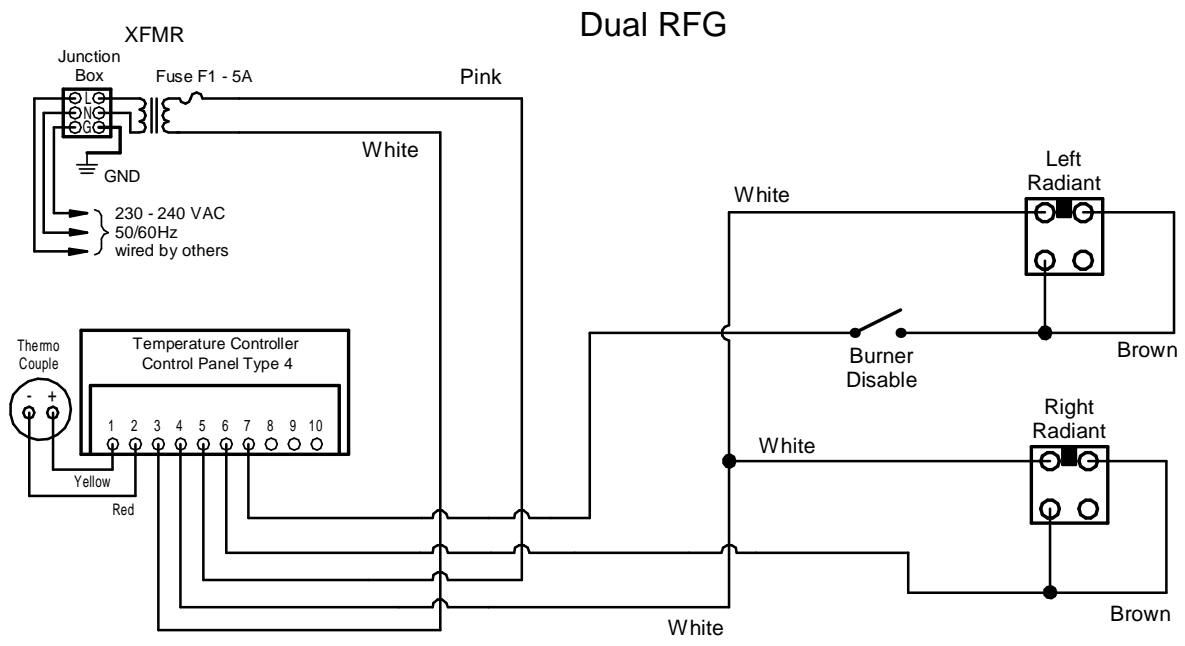 Dual RFG
XFMR
Junction
Box
Fuse F1 - 5A
Pink
L
N
G
White
GND
230 - 240 VAC
50/60Hz
wired by others
Left
Radiant
White
Thermo
Couple
- +
Temperature Controller
Control Panel Type 4
1 2 3 4 5 6 7 8 9 10
Burner
Disable
Brown
Right
Radiant
White
Yellow
Red
Brown
White